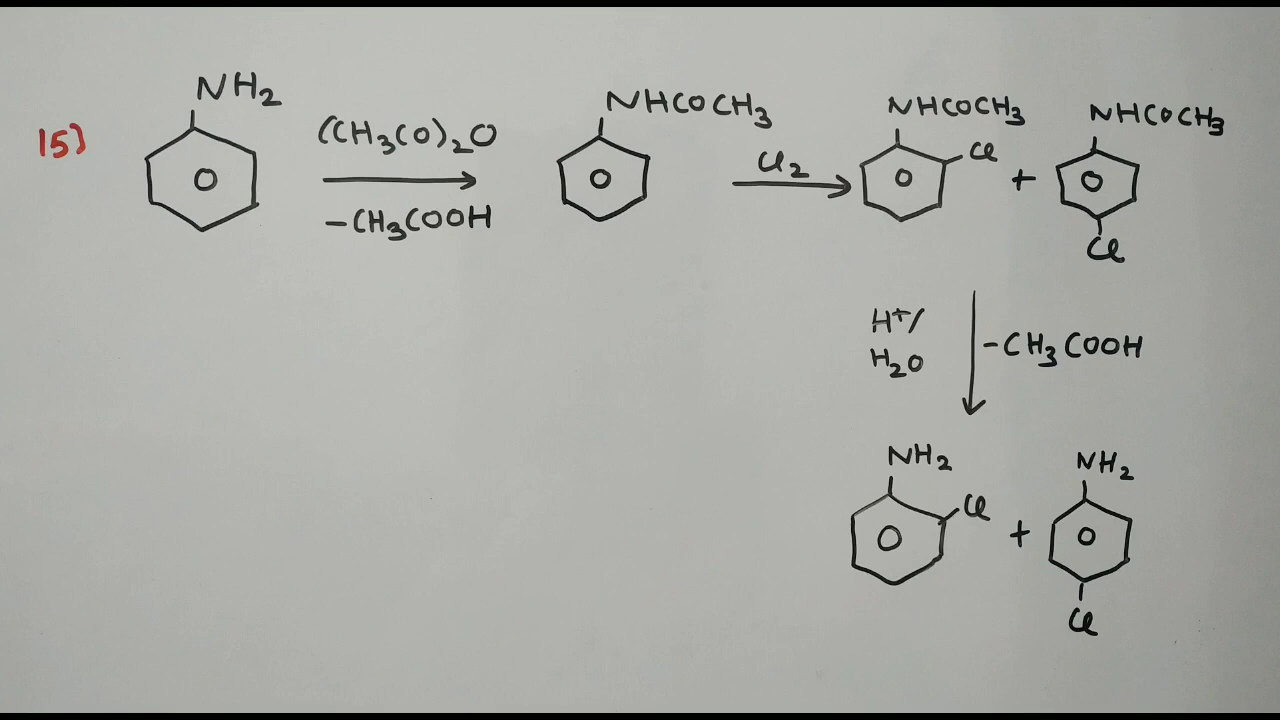 15)
NH2
(CH3CO)2O
-CH3COOH
NHCOCH3
Cl2
NHCOCH3
Cl
+
NHCOCH3
Cl
H+/
H2O
-CH3COOH
NH2
Cl
+
NH2
Cl